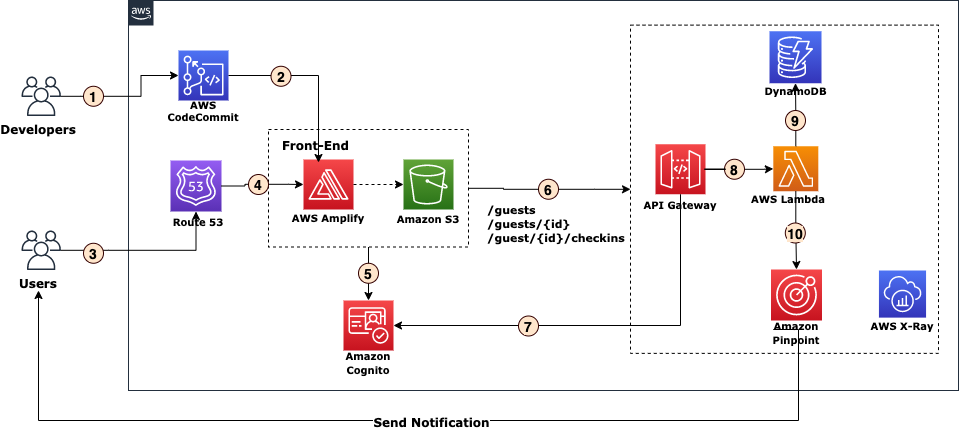 aws
DynamoDB
1
2
AWS
CodeCommit
9
Developers
Front-End
53
4
AWS Amplify
Amazon S3
Route 53
6
/guests
/guests/{id}
/guest/{id}/checkins
API Gateway
8
AWS Lambda
10
Users
3
5
7
Amazon
Cognito
Amazon
Pinpoint
AWS X-Ray
Send Notification